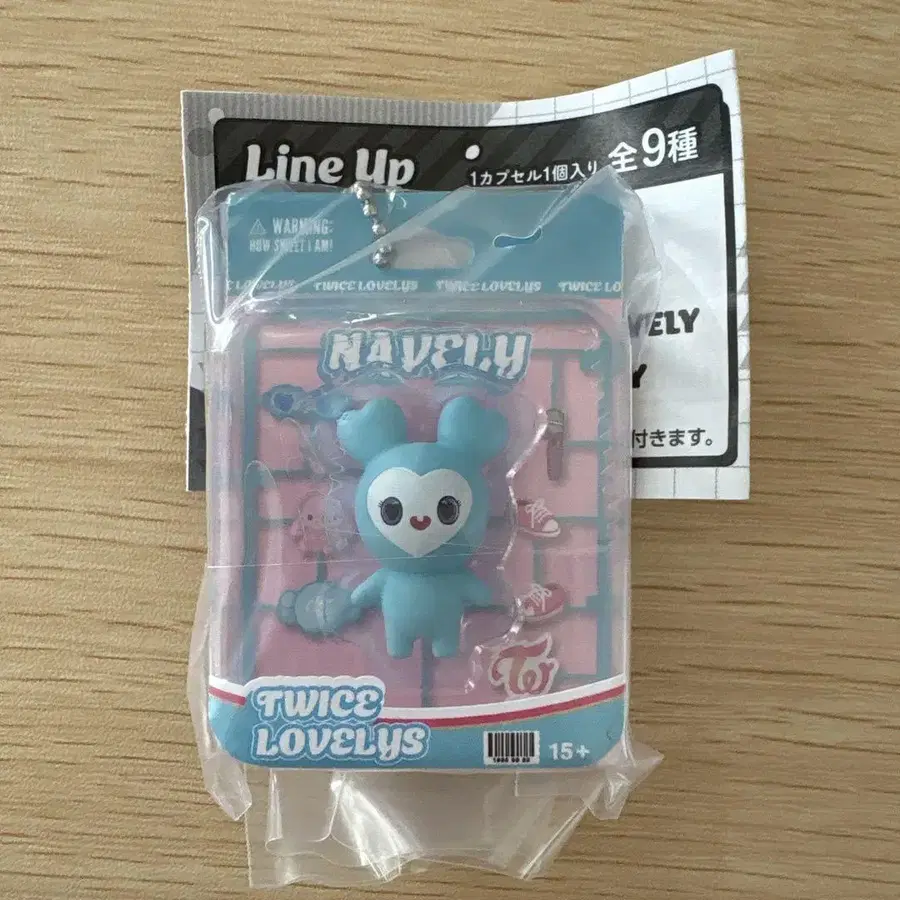 Line Up
1カプセル1個入り 全9種
WARNING:
HOW SWEET I AM!
TWICE LOVELYS TWICE LOVELYS TWICE LO
NAVELY
VELY
Y
付きます。
TWICE
LOVELYS
15+